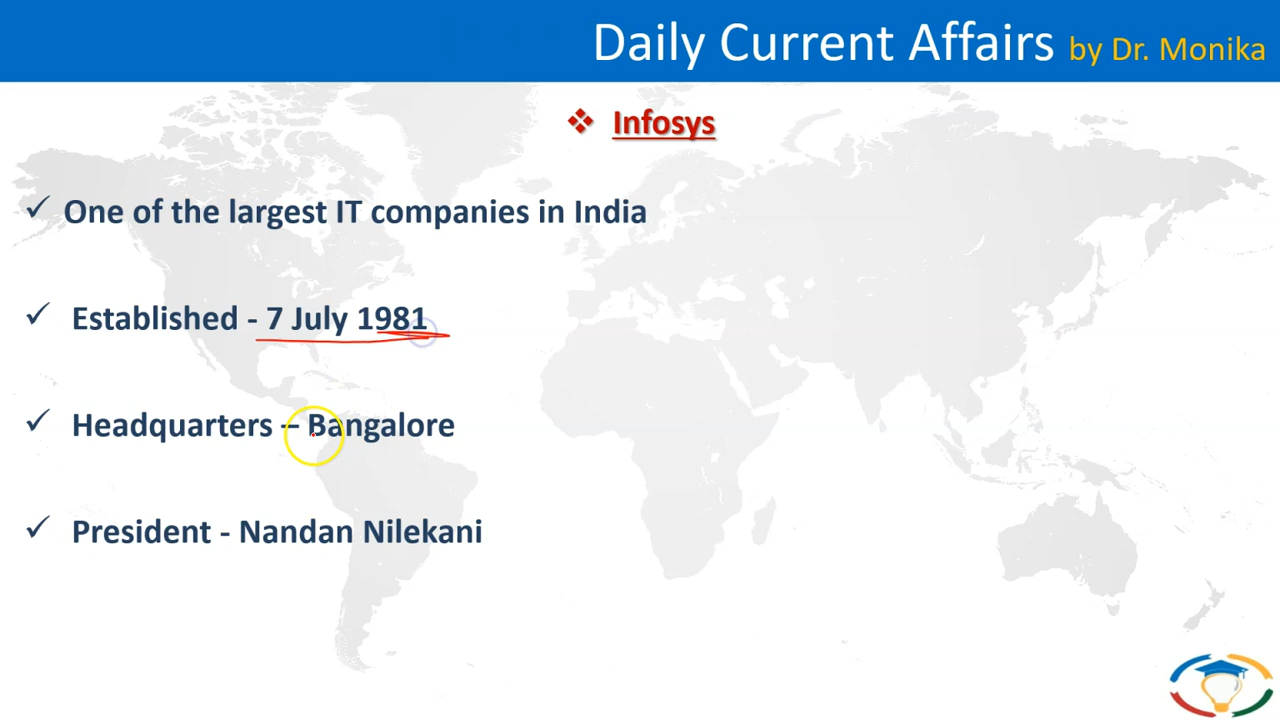 Daily Current Affairs by Dr. Monika
❖ Infosys
✓ One of the largest IT companies in India
✓ Established - 7 July 1981
✓ Headquarters – Bangalore
✓ President - Nandan Nilekani